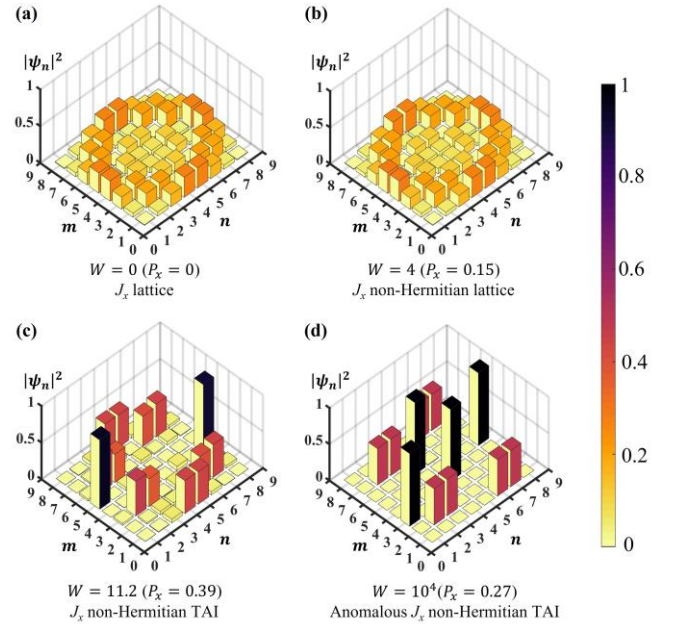 (a)
|ψₙ|²
1
0.5
0
9 8 7 6 5 4 3 2 1 0
m
0 1 2 3 4 5 6 7 8 9
n
W = 0 (Pₓ = 0)
Jₓ lattice
(b)
|ψₙ|²
1
0.5
0
9 8 7 6 5 4 3 2 1 0
m
0 1 2 3 4 5 6 7 8 9
n
W = 4 (Pₓ = 0.15)
Jₓ non-Hermitian lattice
(c)
|ψₙ|²
1
0.5
0
9 8 7 6 5 4 3 2 1 0
m
0 1 2 3 4 5 6 7 8 9
n
W = 11.2 (Pₓ = 0.39)
Jₓ non-Hermitian TAI
(d)
|ψₙ|²
1
0.5
0
9 8 7 6 5 4 3 2 1 0
m
0 1 2 3 4 5 6 7 8 9
n
W = 10⁴(Pₓ = 0.27)
Anomalous Jₓ non-Hermitian TAI
1
0.8
0.6
0.4
0.2
0